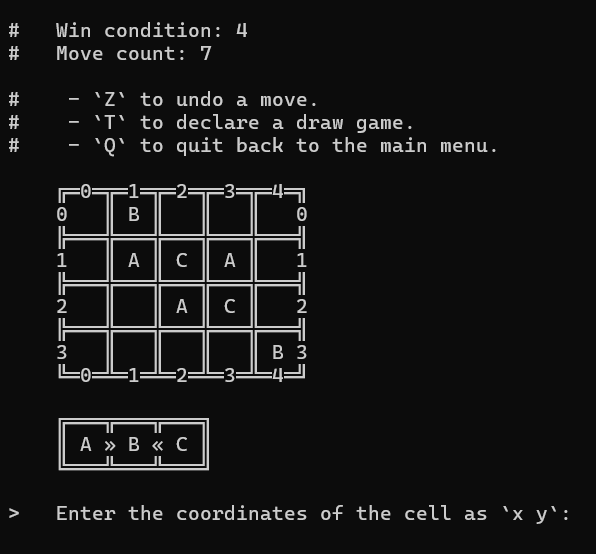 #   Win condition: 4
#   Move count: 7
#    - `Z` to undo a move.
#    - `T` to declare a draw game.
#    - `Q` to quit back to the main menu.
0 1 2 3 4
0 B 0
1 A C A 1
2 A C 2
3 B 3
0 1 2 3 4
A » B « C
>   Enter the coordinates of the cell as `x y`: